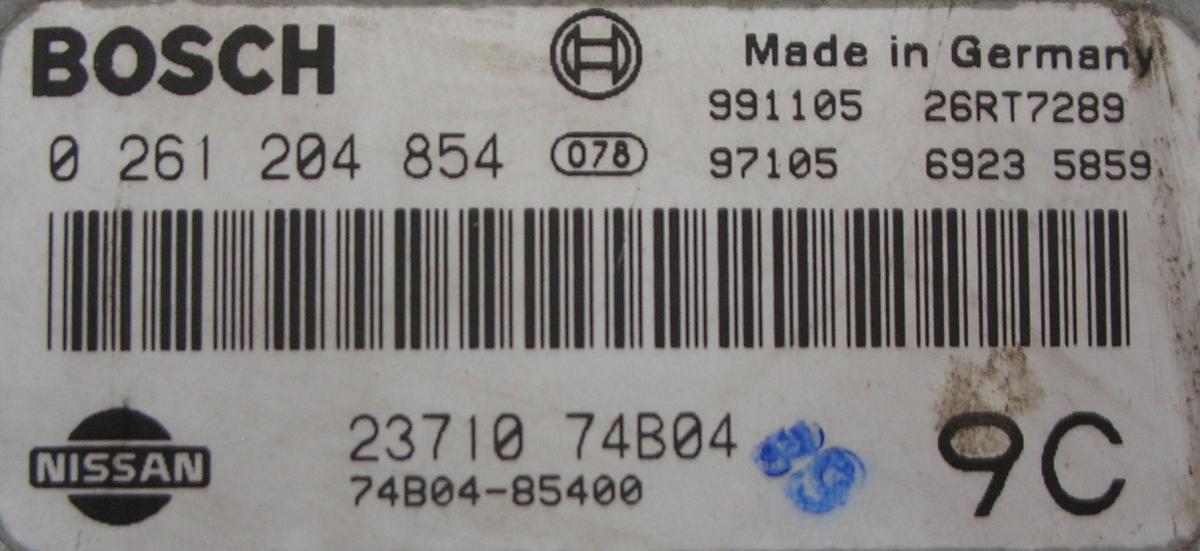 BOSCH
Made in Germany
991105 26RT7289
0 261 204 854 078 97105 6923 5859
NISSAN
23710 74B04
74B04-85400
9C